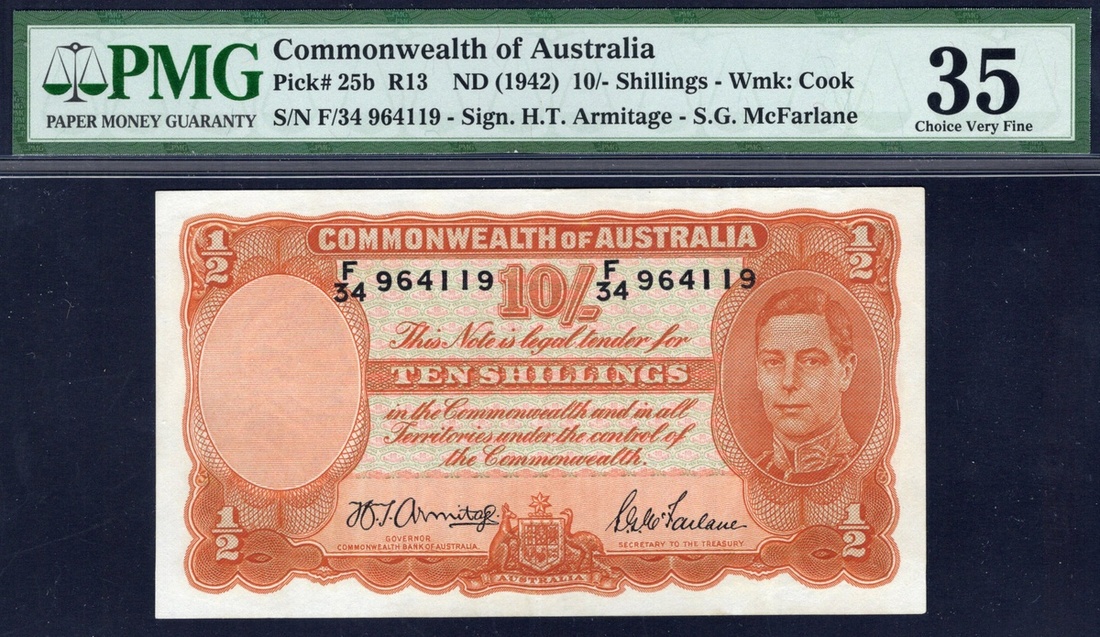 PMG
PAPER MONEY GUARANTY
Commonwealth of Australia
Pick# 25b R13 ND (1942) 10/- Shillings - Wmk: Cook
S/N F/34 964119 - Sign. H.T. Armitage - S.G. McFarlane
35
Choice Very Fine
1/2
COMMONWEALTH OF AUSTRALIA
1/2
F/34 964119
10/-
F/34 964119
This Note is legal tender for
TEN SHILLINGS
in the Commonwealth and in all
Territories under the control of
the Commonwealth.
1/2
H.T. Armitage.
GOVERNOR
COMMONWEALTH BANK OF AUSTRALIA.
AUSTRALIA
S.G. McFarlane
SECRETARY TO THE TREASURY.
1/2